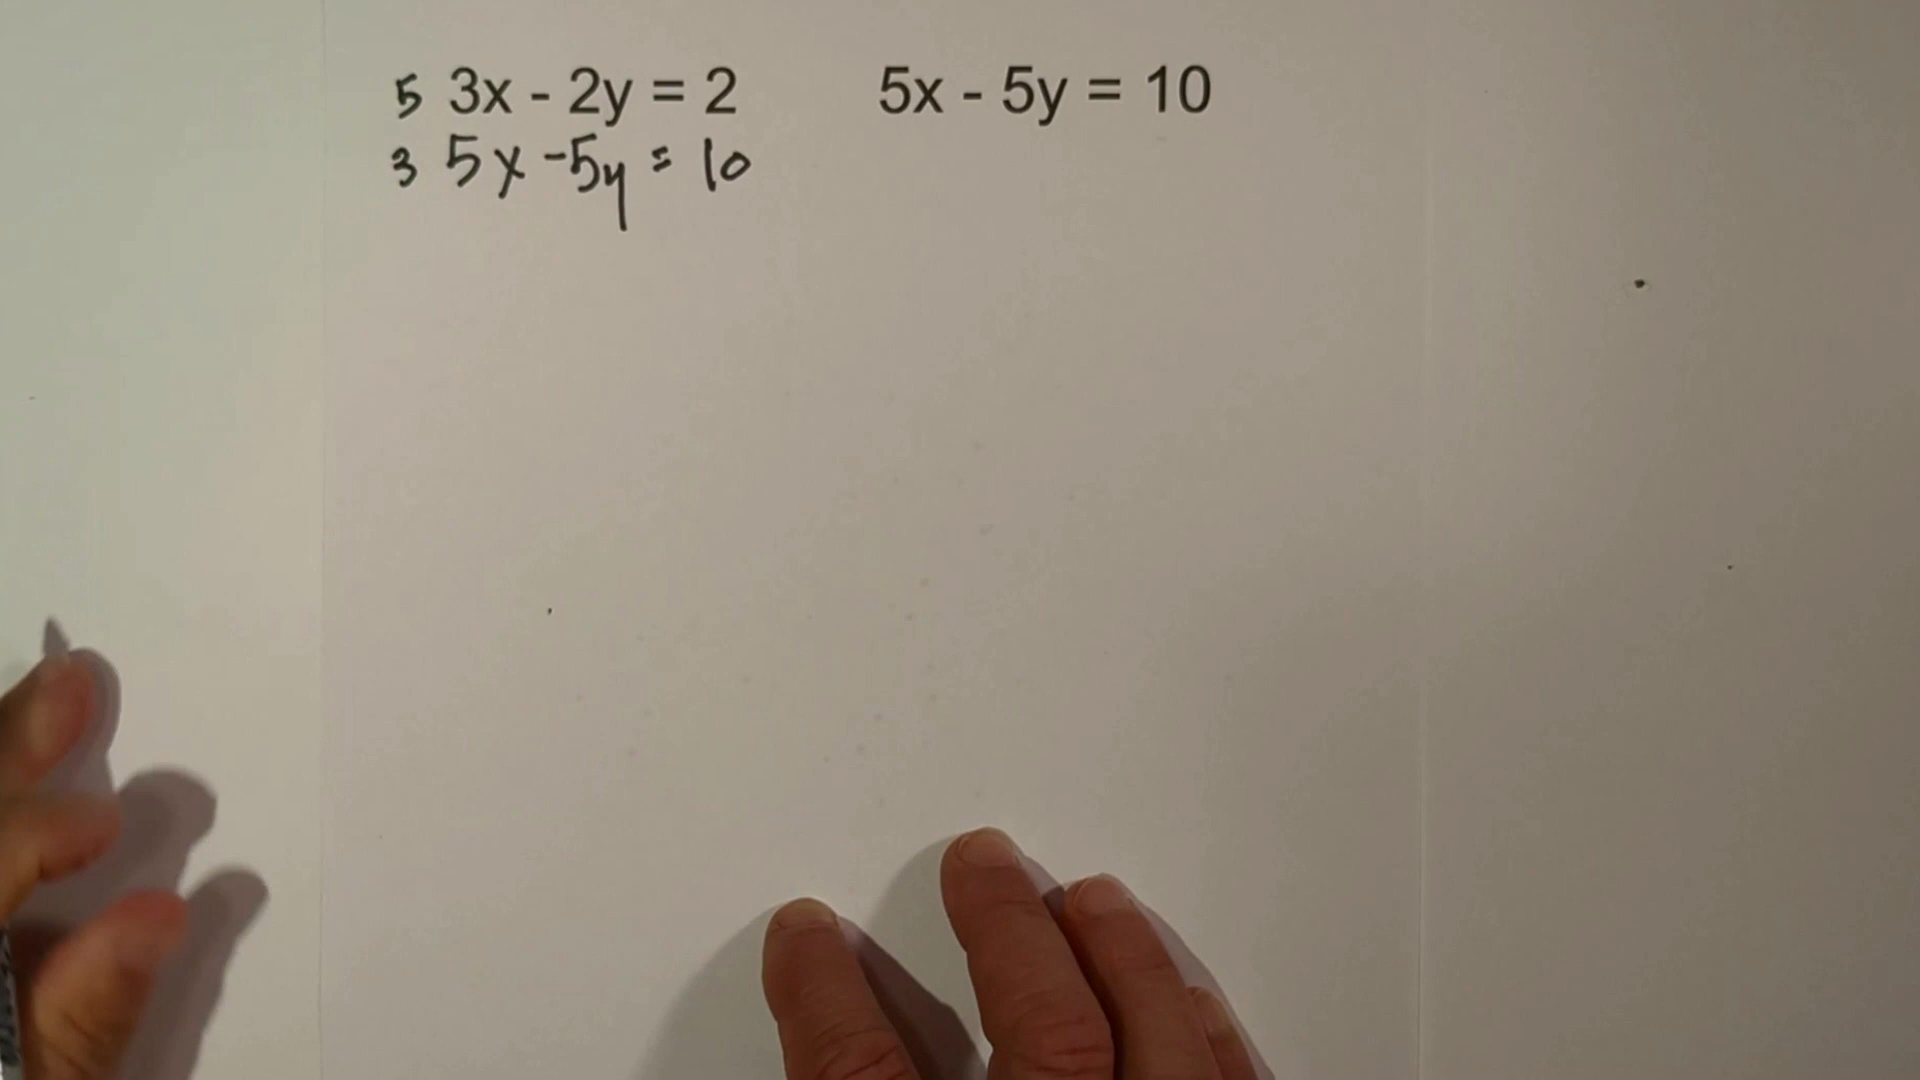 5 3x - 2y = 2 5x - 5y = 10
3 5x - 5y = 10